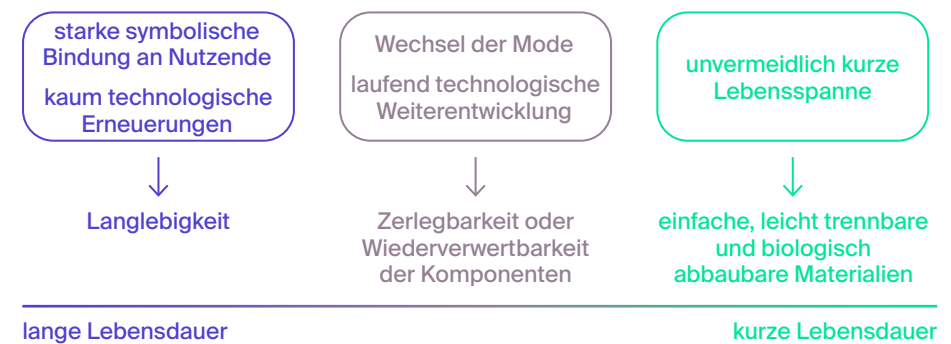 starke symbolische
Bindung an Nutzende
kaum technologische
Erneuerungen
Wechsel der Mode
laufend technologische
Weiterentwicklung
unvermeidlich kurze
Lebensspanne
Langlebigkeit
Zerlegbarkeit oder
Wiederverwertbarkeit
der Komponenten
einfache, leicht trennbare
und biologisch
abbaubare Materialien
lange Lebensdauer
kurze Lebensdauer